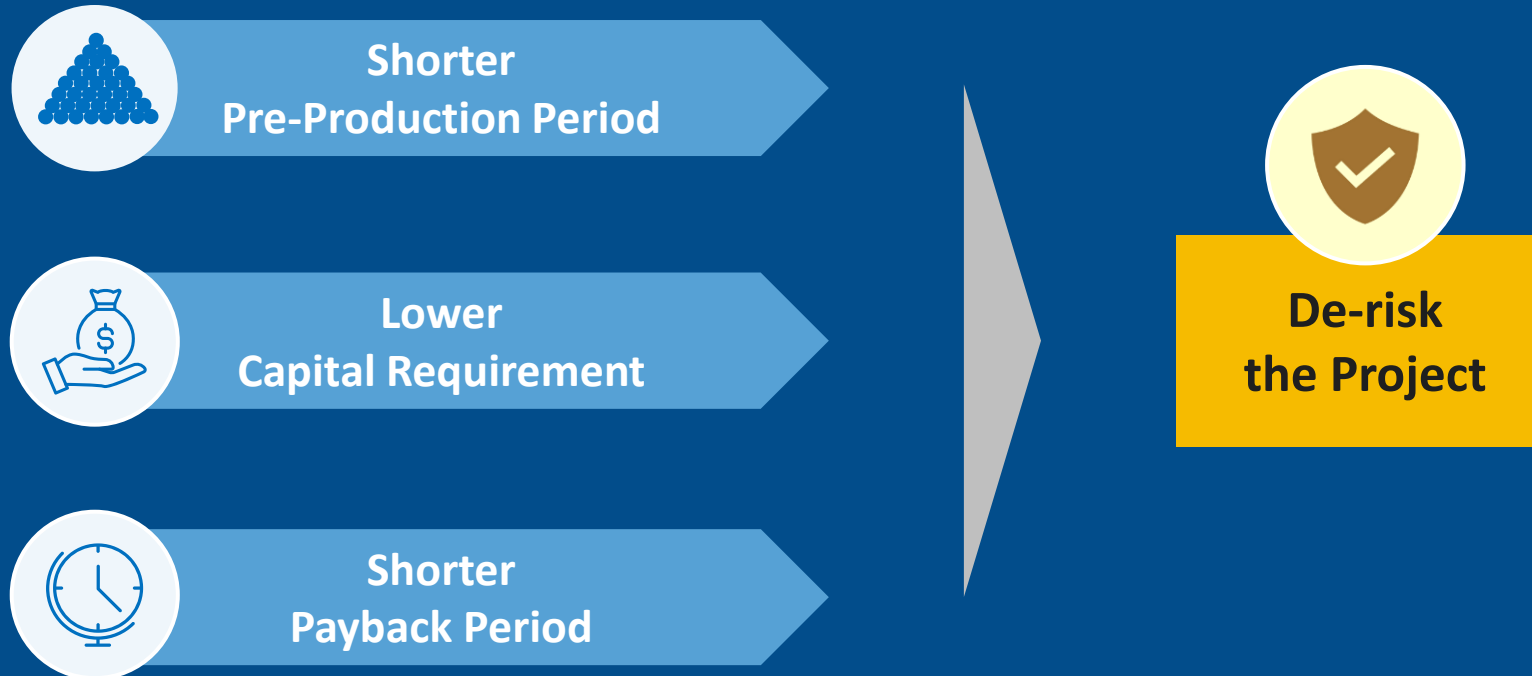 Shorter
Pre-Production Period
Lower
Capital Requirement
Shorter
Payback Period
$
De-risk
the Project